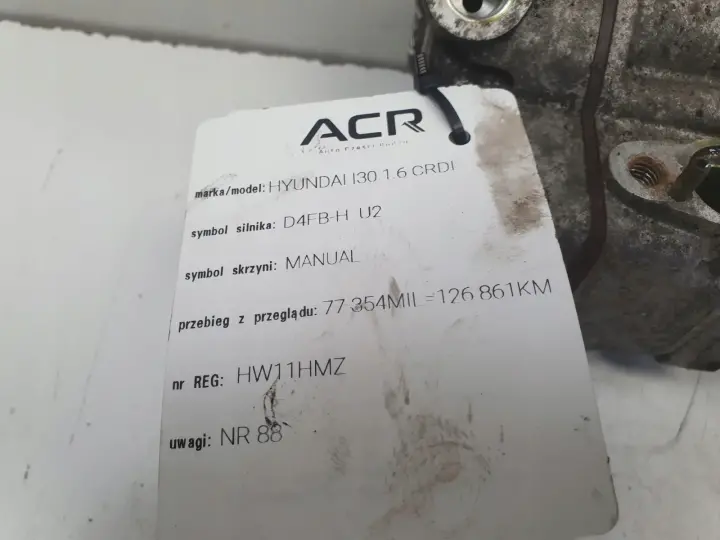 ACR
marka/model: HYUNDAI I30 1.6 CRDI
symbol silnika: D4FB-H U2
symbol skrzyni: MANUAL
przebieg z przeglądu: 77 354MIL =126 861KM
nr REG: HW11HMZ
uwagi: NR 88